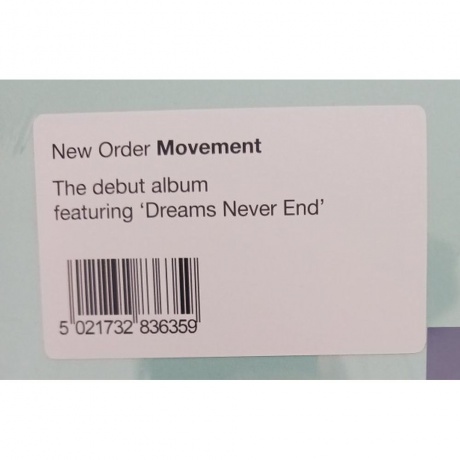 New Order Movement
The debut album
featuring ‘Dreams Never End’
5 021732 836359